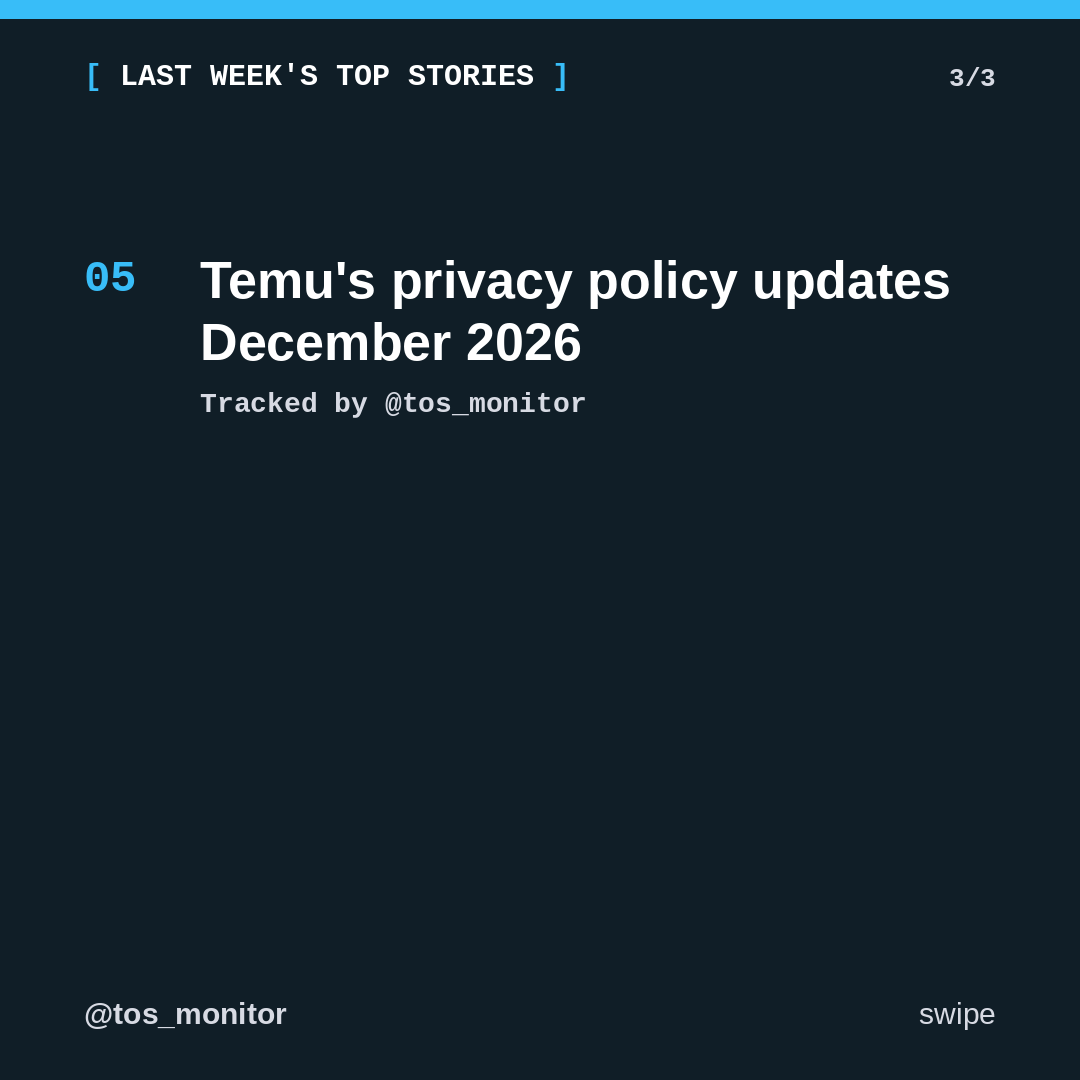 [ LAST WEEK'S TOP STORIES ]
3/3
05
Temu's privacy policy updates
December 2026
Tracked by @tos_monitor
@tos_monitor
swipe